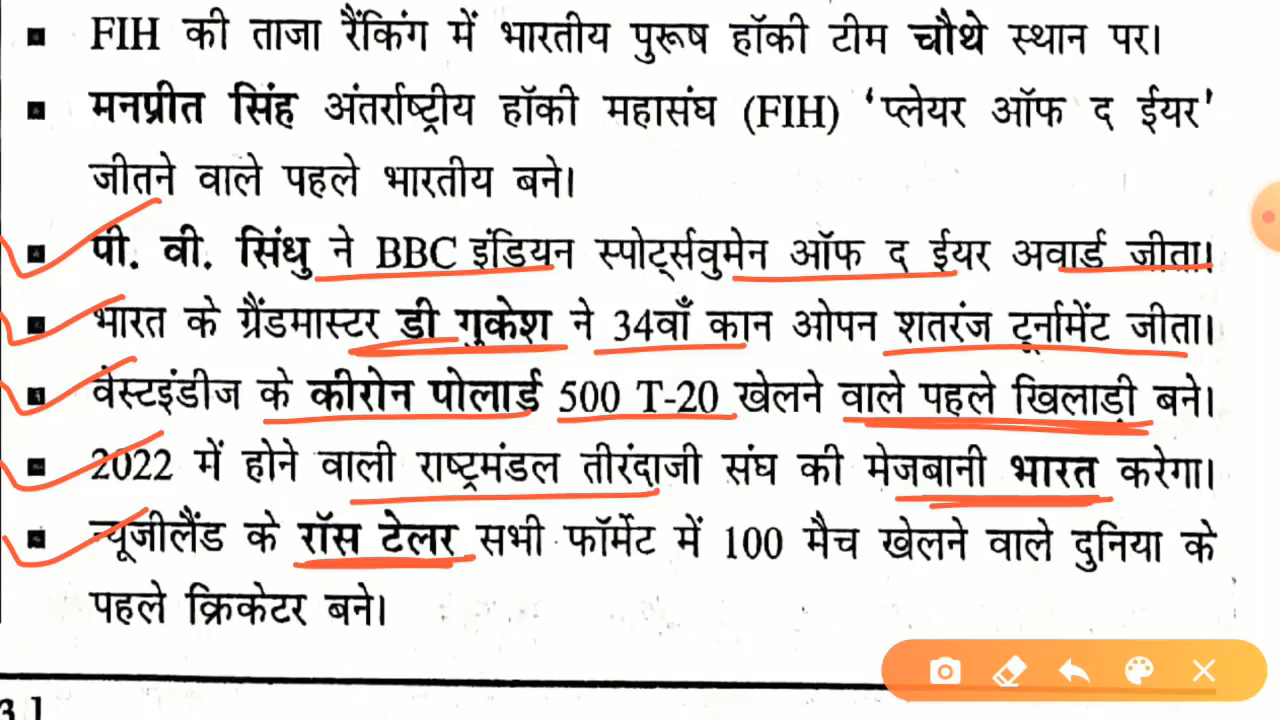 ▪ FIH की ताजा रैंकिंग में भारतीय पुरूष हॉकी टीम चौथे स्थान पर।
▪ मनप्रीत सिंह अंतर्राष्ट्रीय हॉकी महासंघ (FIH) ‘प्लेयर ऑफ द ईयर’
जीतने वाले पहले भारतीय बने।
▪ पी. वी. सिंधु ने BBC इंडियन स्पोर्ट्सवुमेन ऑफ द ईयर अवार्ड जीता।
▪ भारत के ग्रैंडमास्टर डी गुकेश ने 34वाँ कान ओपन शतरंज टूर्नामेंट जीता।
▪ वेस्टइंडीज के कीरोन पोलार्ड 500 T-20 खेलने वाले पहले खिलाड़ी बने।
▪ 2022 में होने वाली राष्ट्रमंडल तीरंदाजी संघ की मेजबानी भारत करेगा।
▪ न्यूजीलैंड के रॉस टेलर सभी फॉर्मेट में 100 मैच खेलने वाले दुनिया के
पहले क्रिकेटर बने।